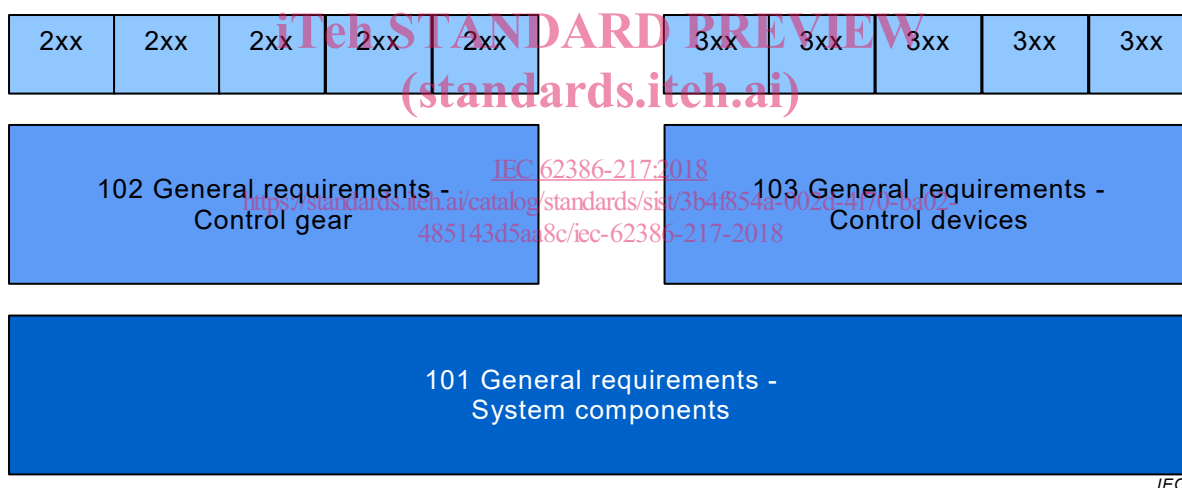 iTeh STANDARD PREVIEW
2xx 2xx 2xx 2xx 2xx 3xx 3xx 3xx 3xx 3xx
(standards.iteh.ai)
IEC 62386-217:2018
102 General requirements -
Control gear
103 General requirements -
Control devices
https://standards.iteh.ai/catalog/standards/sist/3b4f854a-002d-4f70-ba02-
485143d5aa8c/iec-62386-217-2018
101 General requirements -
System components
IEC